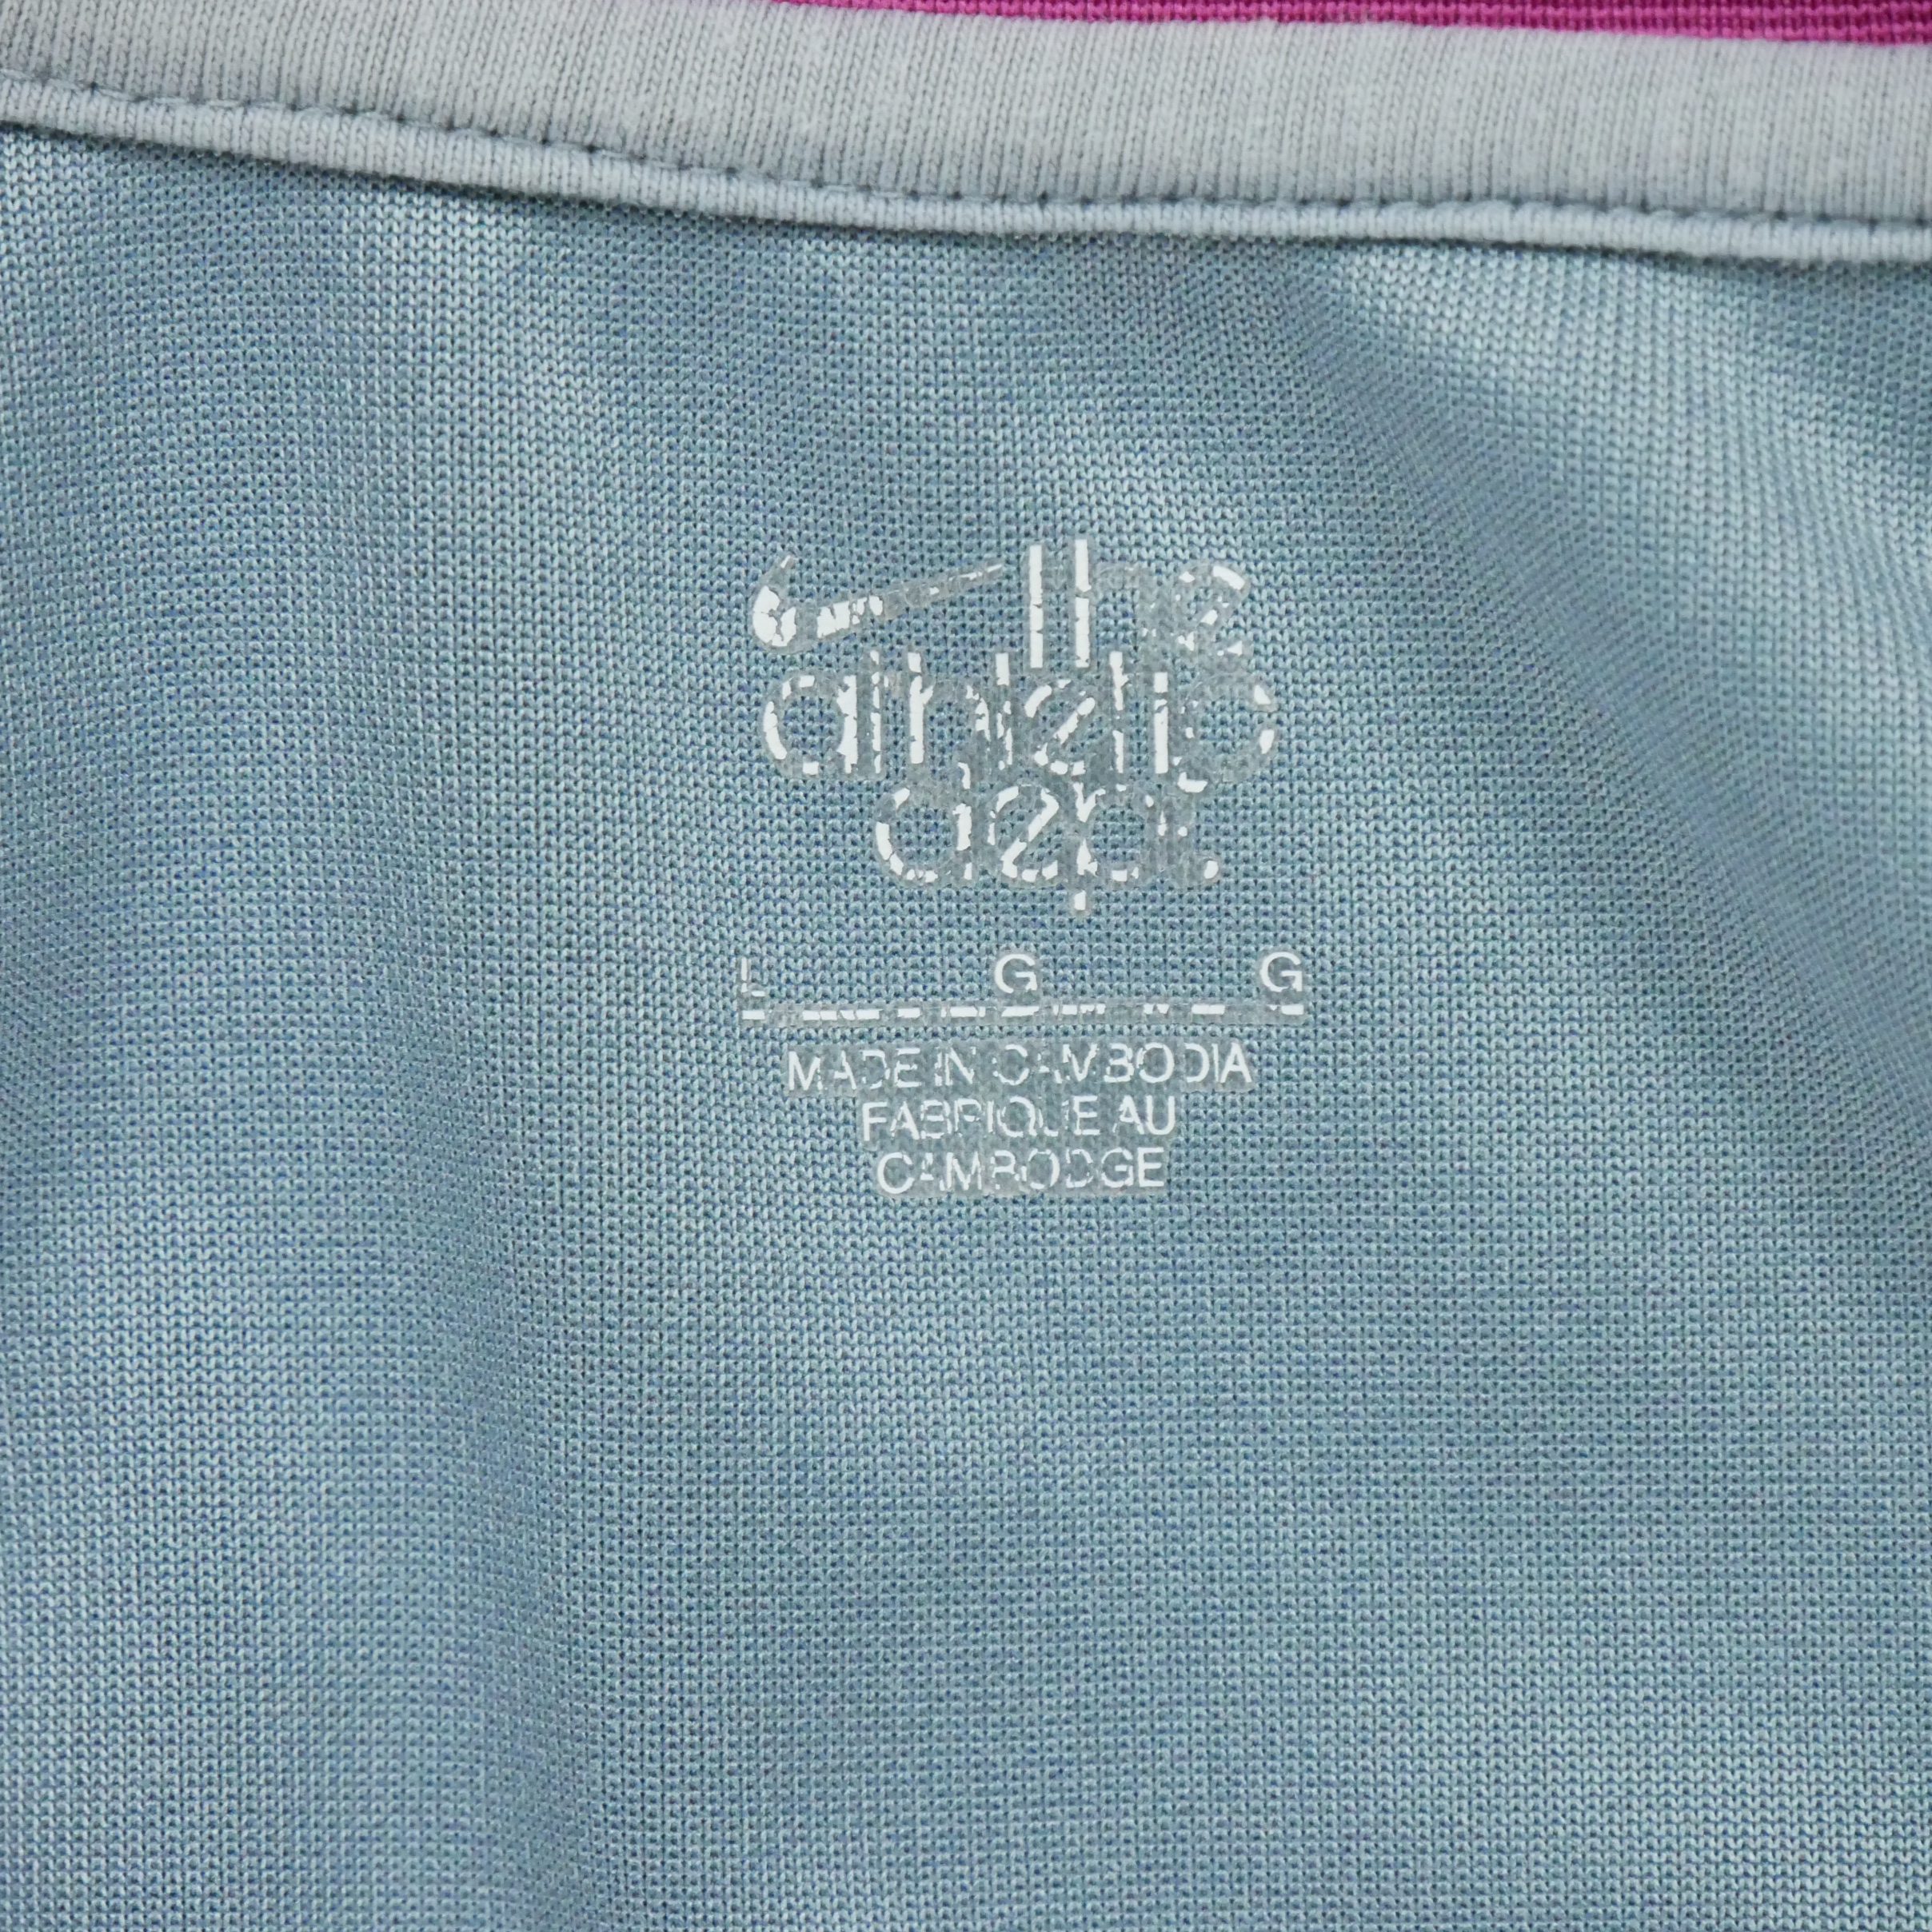 the
athletic
dept.
L G G
MADE IN CAMBODIA
FABRIQUE AU
CAMBODGE